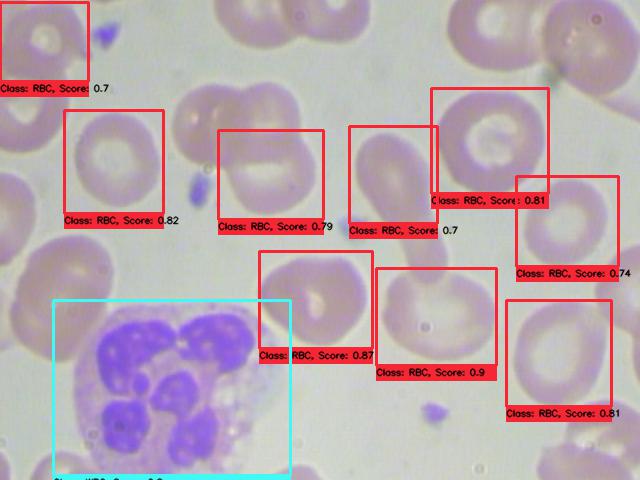 Class: RBC, Score: 0.7
Class: RBC, Score: 0.81
Class: RBC, Score: 0.82
Class: RBC, Score: 0.79
Class: RBC, Score: 0.7
Class: RBC, Score: 0.74
Class: RBC, Score: 0.87
Class: RBC, Score: 0.9
Class: RBC, Score: 0.81